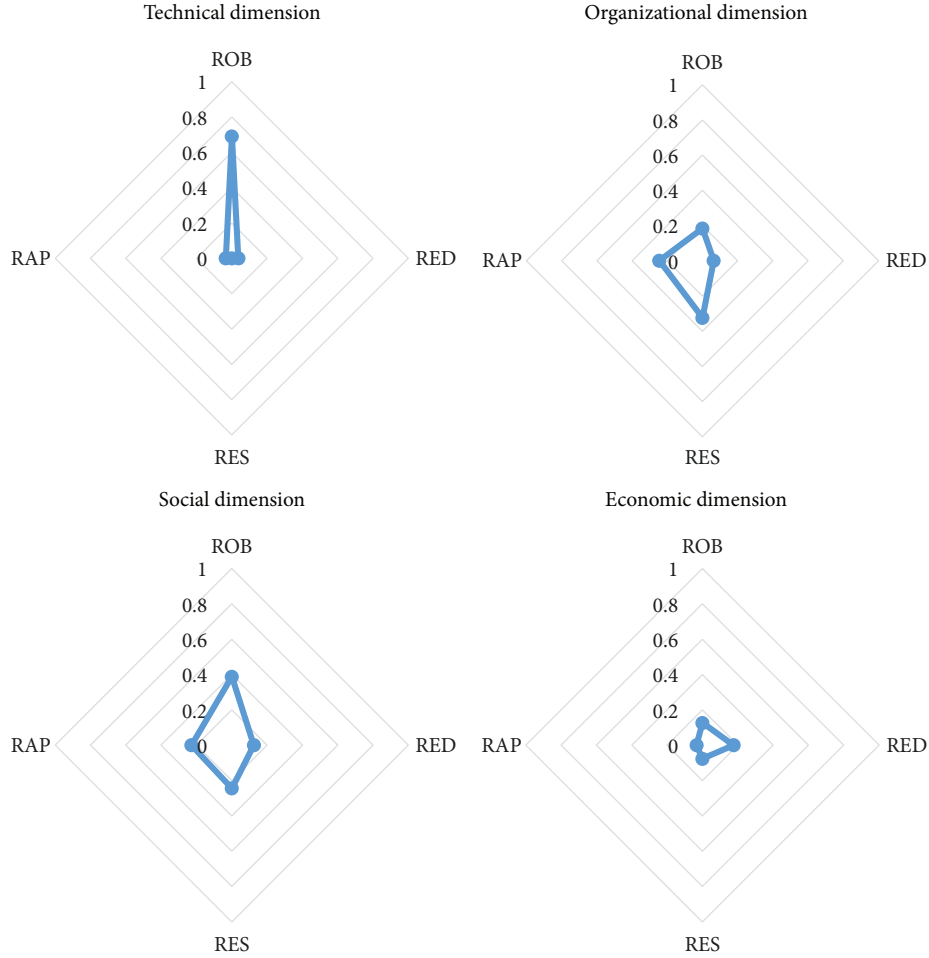 Technical dimension
ROB
1
0.8
0.6
0.4
0.2
0
RAP
RED
RES
Organizational dimension
ROB
1
0.8
0.6
0.4
0.2
0
RAP
RED
RES
Social dimension
ROB
1
0.8
0.6
0.4
0.2
0
RAP
RED
RES
Economic dimension
ROB
1
0.8
0.6
0.4
0.2
0
RAP
RED
RES